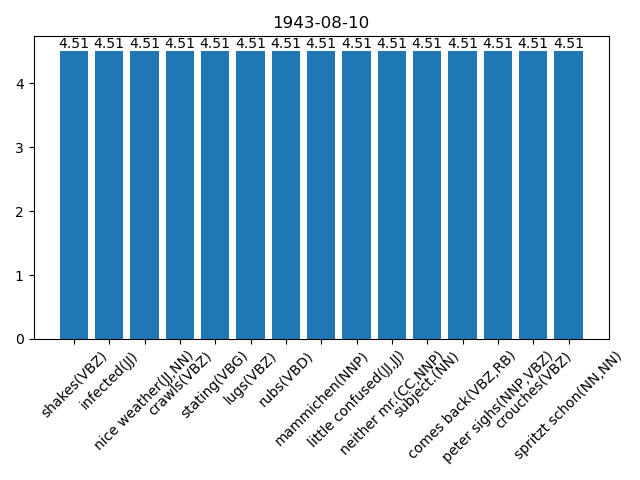 1943-08-10
4.51 4.51 4.51 4.51 4.51 4.51 4.51 4.51 4.51 4.51 4.51 4.51 4.51 4.51 4.51
4
3
2
1
0
shakes(VBZ)
infected(JJ)
nice weather(JJ,NN)
crawls(VBZ)
stating(VBG)
lugs(VBZ)
rubs(VBD)
mammichen(NNP)
little confused(JJ,JJ)
neither mr.(CC,NNP)
subject.(NN)
comes back(VBZ,RB)
peter sighs(NNP,VBZ)
crouches(VBZ)
spritzt schon(NN,NN)